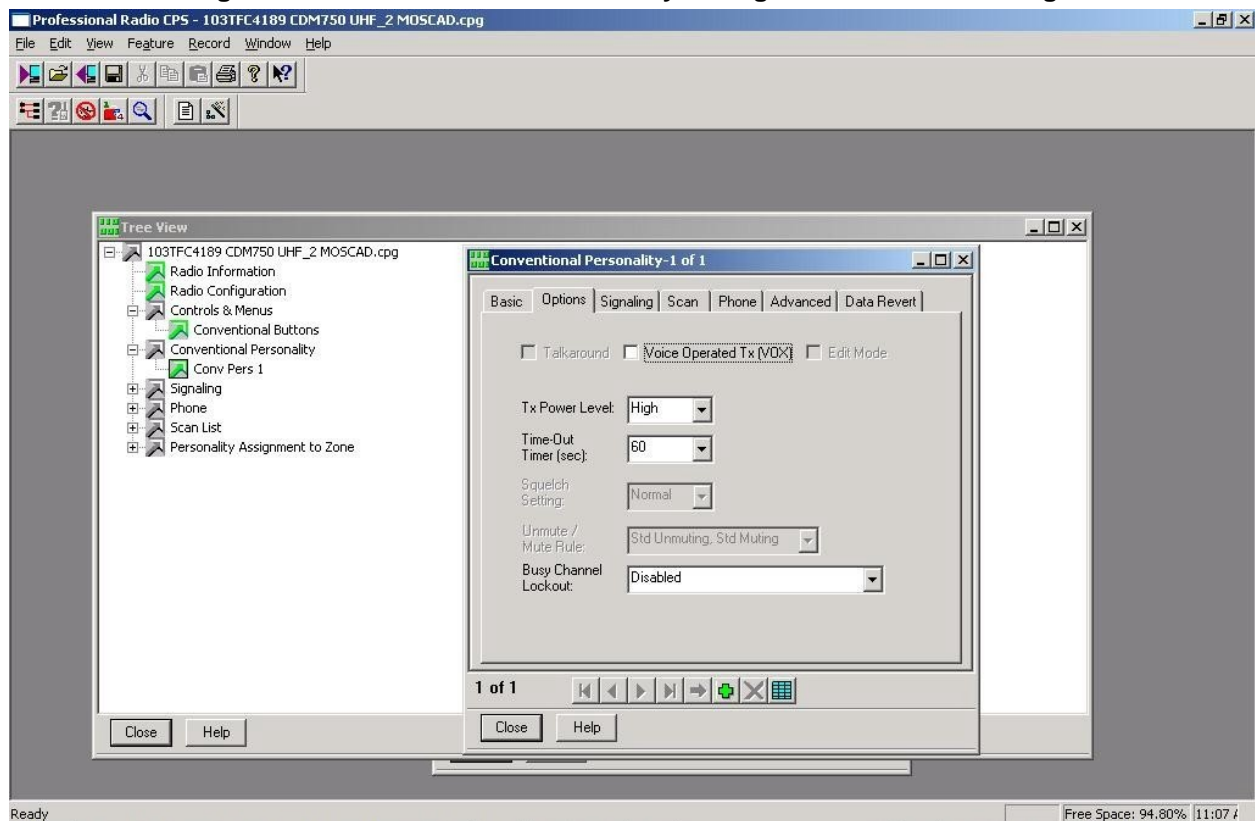 Professional Radio CPS - 103TFC4189 CDM750 UHF_2 MOSCAD.cpg
File Edit View Feature Record Window Help
Tree View
103TFC4189 CDM750 UHF_2 MOSCAD.cpg
Radio Information
Radio Configuration
Controls & Menus
Conventional Buttons
Conventional Personality
Conv Pers 1
Signaling
Phone
Scan List
Personality Assignment to Zone
Close Help
Conventional Personality-1 of 1
Basic Options Signaling Scan Phone Advanced Data Revert
Talkaround Voice Operated Tx (VOX) Edit Mode
Tx Power Level: High
Time-Out
Timer (sec): 60
Squelch
Setting: Normal
Unmute /
Mute Rule: Std Unmuting, Std Muting
Busy Channel
Lockout: Disabled
1 of 1
Close Help
Ready Free Space: 94.80% 11:07